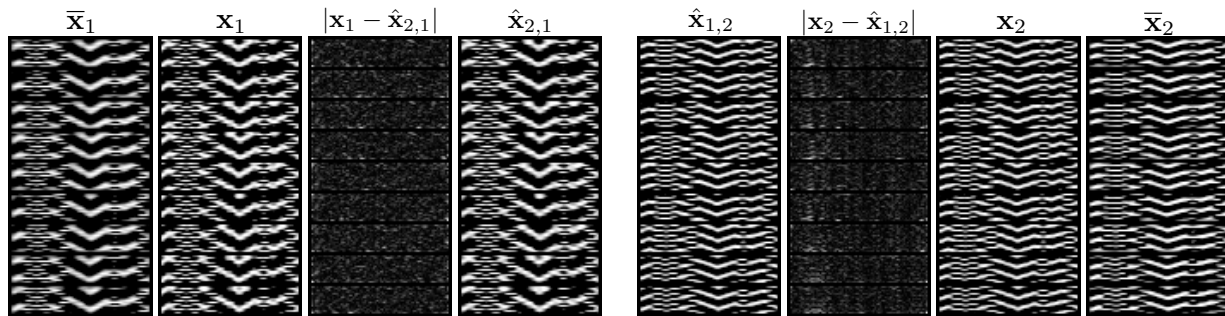 x̅₁ x₁ |x₁ − x̂₂,₁| x̂₂,₁ x̂₁,₂ |x₂ − x̂₁,₂| x₂ x̅₂